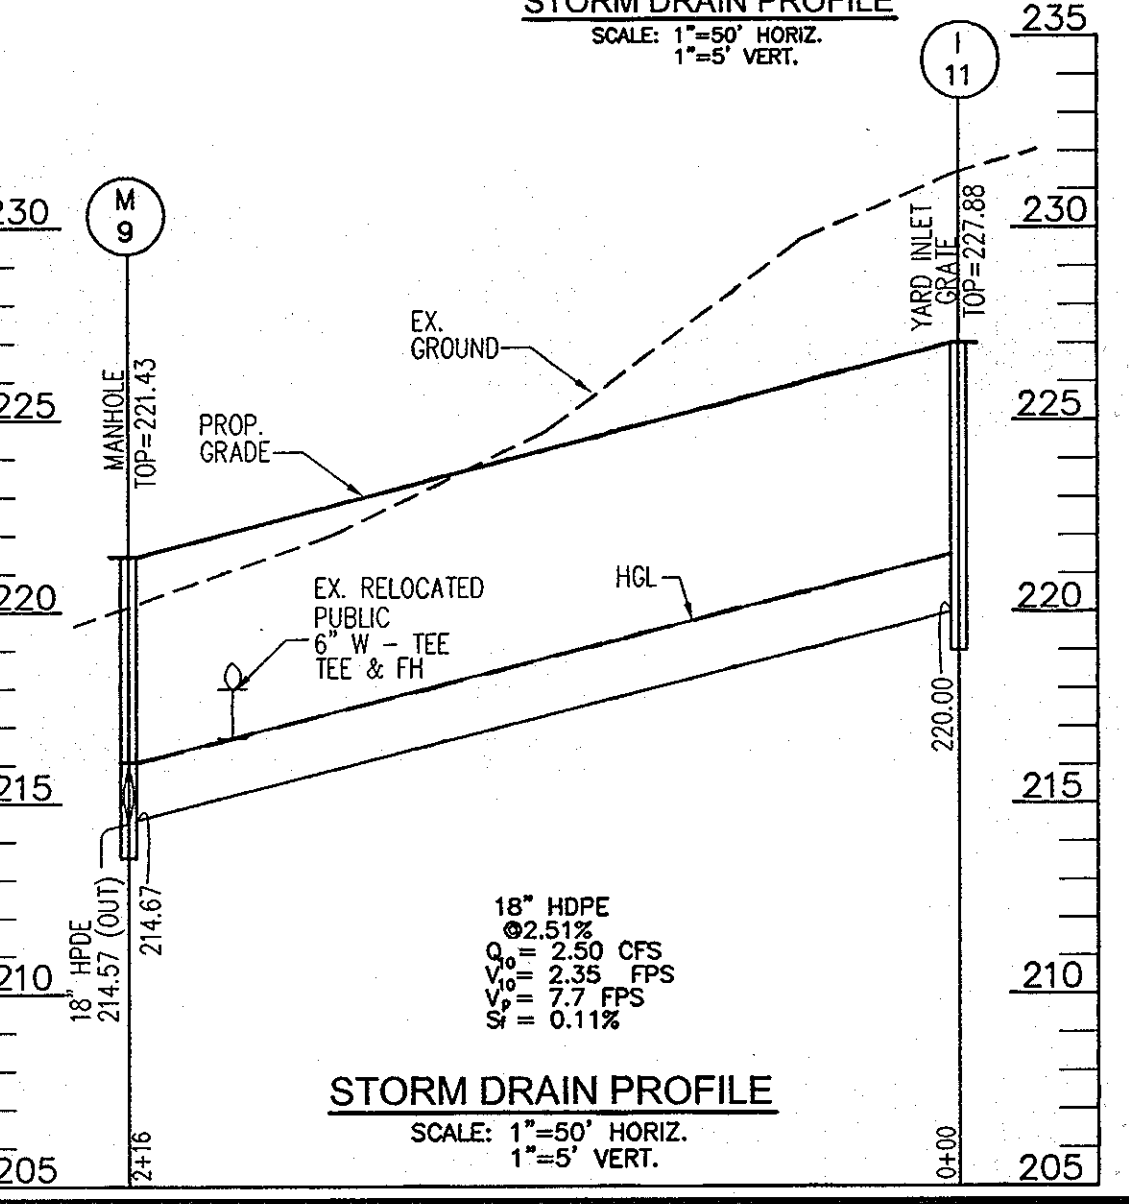 STORM DRAIN PROFILE
SCALE: 1"=50' HORIZ.
1"=5' VERT.
235
I
11
M
9
230
230
YARD INLET
GRATE
TOP=227.88
EX.
GROUND
MANHOLE
TOP=221.43
225
225
PROP.
GRADE
EX. RELOCATED
PUBLIC
6" W - TEE
TEE & FH
HGL
220
220
220.00
215
215
18" HPDE
214.57 (OUT)
214.67
18" HDPE
@2.51%
Q10= 2.50 CFS
V10= 2.35 FPS
Vp= 7.7 FPS
Sf = 0.11%
210
210
STORM DRAIN PROFILE
SCALE: 1"=50' HORIZ.
1"=5' VERT.
2+16
0+00
205
205